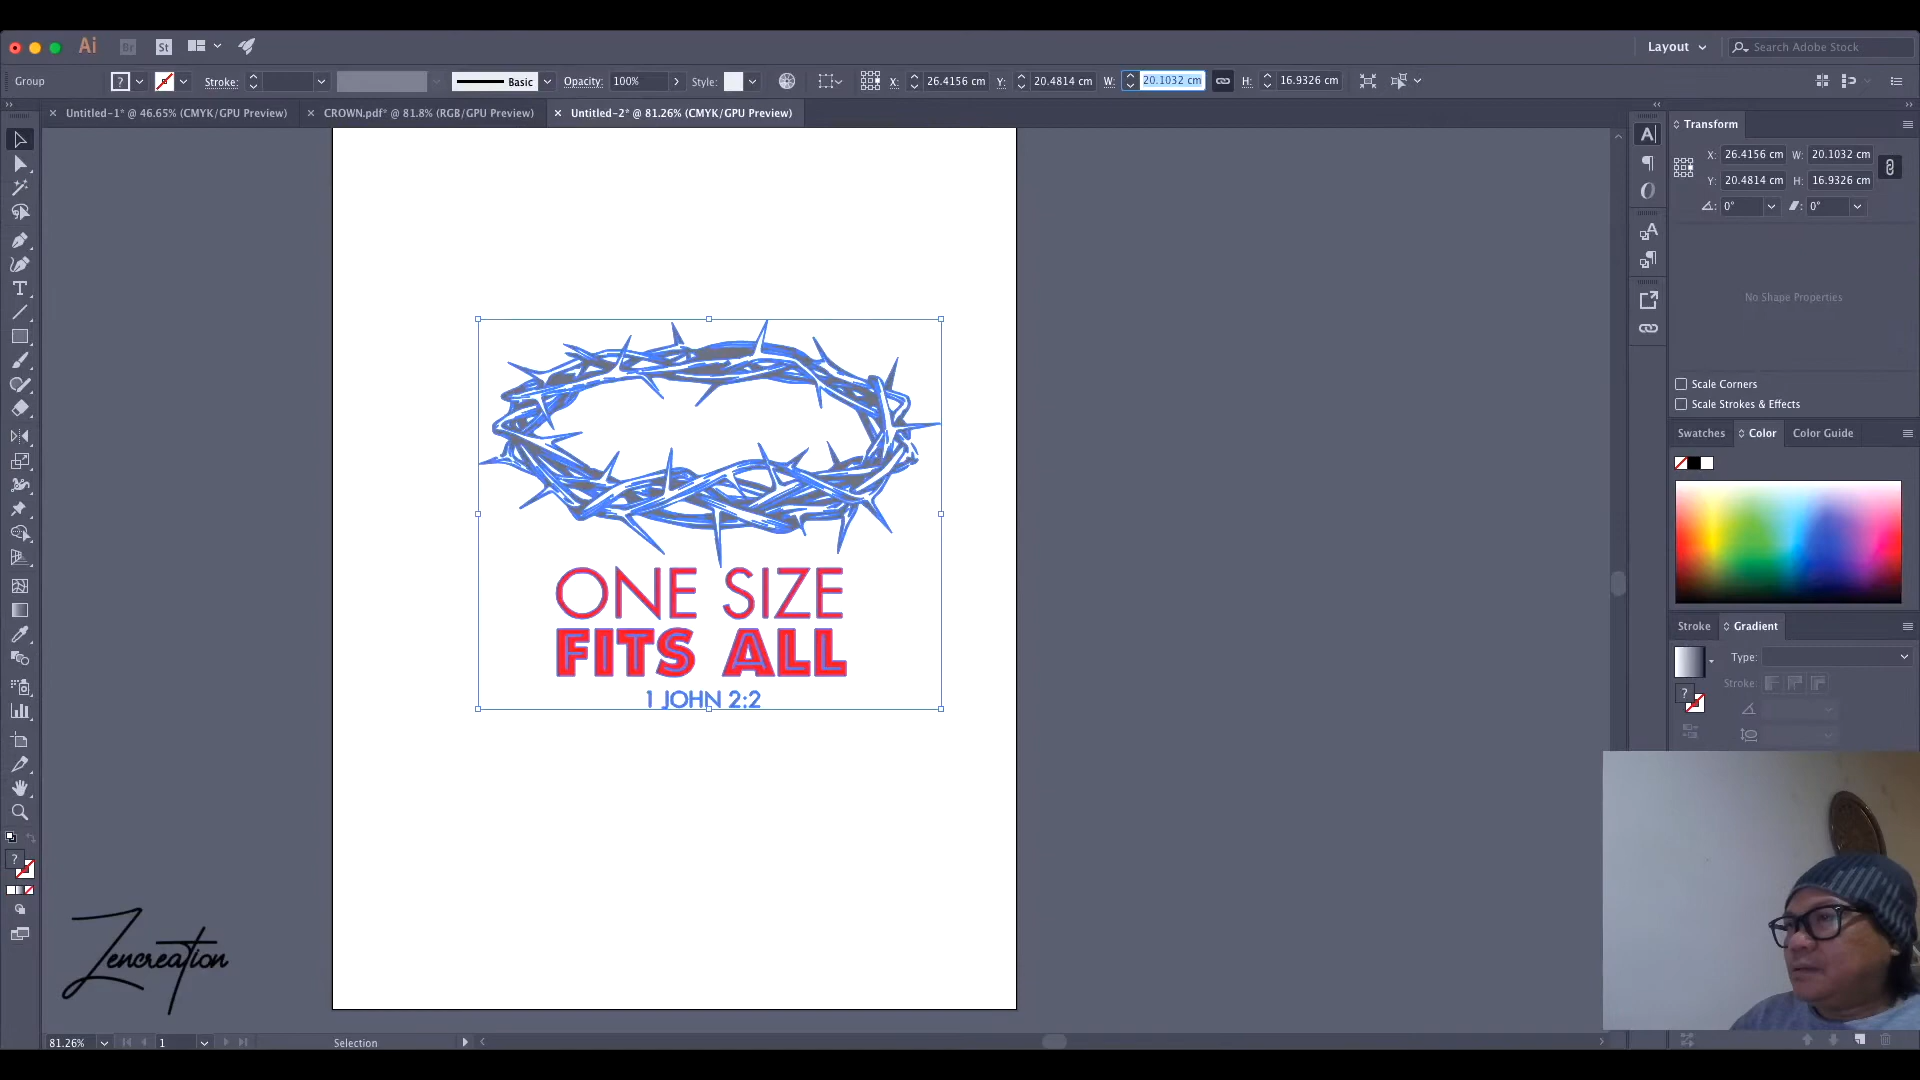 Ai Br St Layout Search Adobe Stock
Group ? Stroke: Basic Opacity: 100% Style: X: 26.4156 cm Y: 20.4814 cm W: 20.1032 cm H: 16.9326 cm
Untitled-1* @ 46.65% (CMYK/GPU Preview) CROWN.pdf* @ 81.8% (RGB/GPU Preview) Untitled-2* @ 81.26% (CMYK/GPU Preview)
Transform
X: 26.4156 cm W: 20.1032 cm
Y: 20.4814 cm H: 16.9326 cm
0° 0°
No Shape Properties
Scale Corners
Scale Strokes & Effects
Swatches Color Color Guide
Stroke Gradient
Type:
Stroke:
?
ONE SIZE
FITS ALL
1 JOHN 2:2
?
Zencreation
81.26% 1 Selection